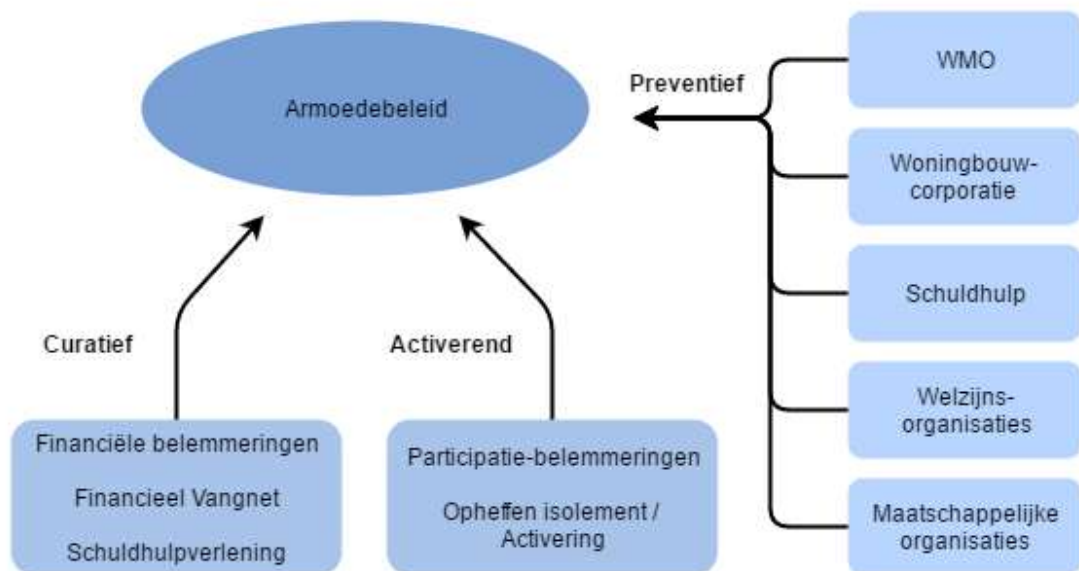 Armoedebeleid
Preventief
WMO
Woningbouw-
corporatie
Schuldhulp
Welzijns-
organisaties
Maatschappelijke
organisaties
Curatief
Activerend
Financiële belemmeringen
Financieel Vangnet
Schuldhulpverlening
Participatie-belemmeringen
Opheffen isolement /
Activering